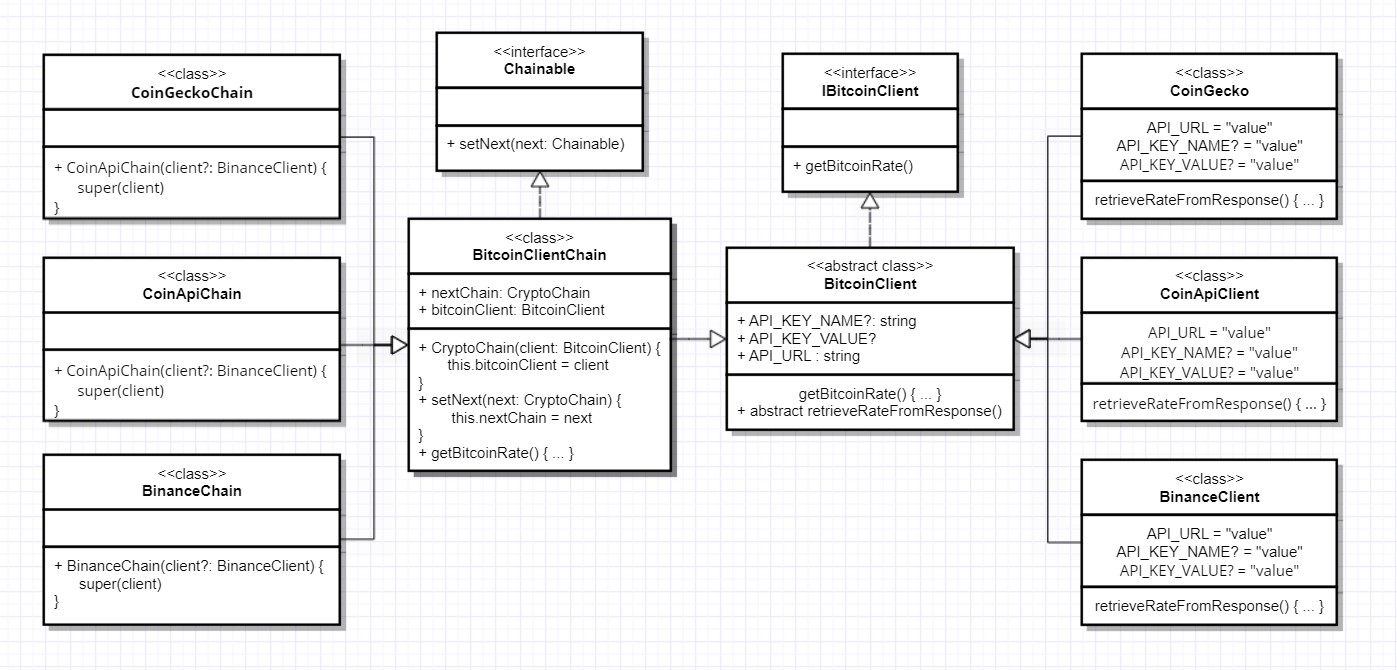 <<class>>
CoinGeckoChain
+ CoinApiChain(client?: BinanceClient) {
super(client)
}
<<class>>
CoinApiChain
+ CoinApiChain(client?: BinanceClient) {
super(client)
}
<<class>>
BinanceChain
+ BinanceChain(client?: BinanceClient) {
super(client)
}
<<interface>>
Chainable
+ setNext(next: Chainable)
<<class>>
BitcoinClientChain
+ nextChain: CryptoChain
+ bitcoinClient: BitcoinClient
+ CryptoChain(client: BitcoinClient) {
this.bitcoinClient = client
}
+ setNext(next: CryptoChain) {
this.nextChain = next
}
+ getBitcoinRate() { ... }
<<interface>>
IBitcoinClient
+ getBitcoinRate()
<<abstract class>>
BitcoinClient
+ API_KEY_NAME?: string
+ API_KEY_VALUE?
+ API_URL : string
getBitcoinRate() { ... }
+ abstract retrieveRateFromResponse()
<<class>>
CoinGecko
API_URL = "value"
API_KEY_NAME? = "value"
API_KEY_VALUE? = "value"
retrieveRateFromResponse() { ... }
<<class>>
CoinApiClient
API_URL = "value"
API_KEY_NAME? = "value"
API_KEY_VALUE? = "value"
retrieveRateFromResponse() { ... }
<<class>>
BinanceClient
API_URL = "value"
API_KEY_NAME? = "value"
API_KEY_VALUE? = "value"
retrieveRateFromResponse() { ... }